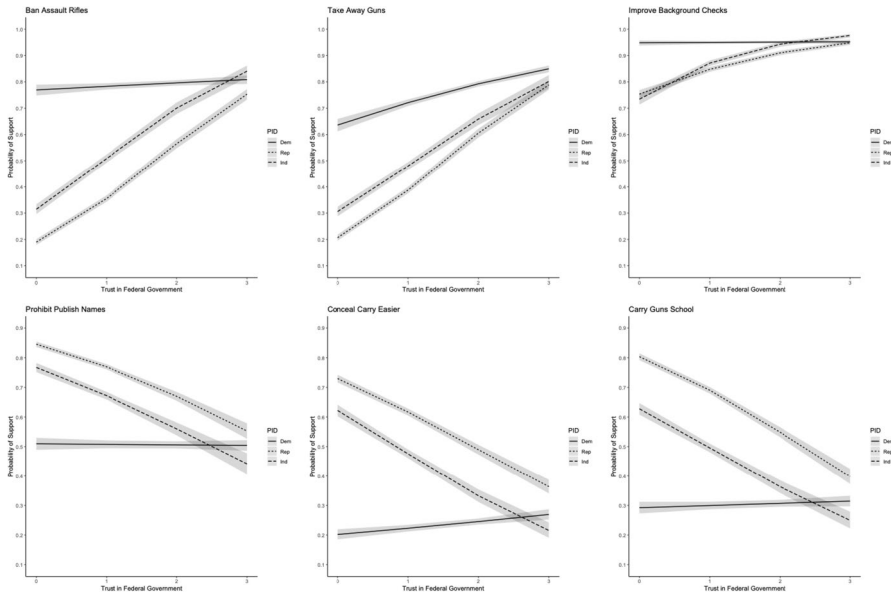 Ban Assault Rifles
1.0
0.9
0.8
0.7
0.6
0.5
0.4
0.3
0.2
0.1
Probability of Support
0 1 2 3
Trust in Federal Government
PID
Dem
Rep
Ind
Take Away Guns
1.0
0.9
0.8
0.7
0.6
0.5
0.4
0.3
0.2
0.1
Probability of Support
0 1 2 3
Trust in Federal Government
PID
Dem
Rep
Ind
Improve Background Checks
1.0
0.9
0.8
0.7
0.6
0.5
0.4
0.3
0.2
0.1
Probability of Support
0 1 2 3
Trust in Federal Government
PID
Dem
Rep
Ind
Prohibit Publish Names
0.9
0.8
0.7
0.6
0.5
0.4
0.3
0.2
0.1
Probability of Support
0 1 2 3
Trust in Federal Government
PID
Dem
Rep
Ind
Conceal Carry Easier
0.9
0.8
0.7
0.6
0.5
0.4
0.3
0.2
0.1
Probability of Support
0 1 2 3
Trust in Federal Government
PID
Dem
Rep
Ind
Carry Guns School
0.9
0.8
0.7
0.6
0.5
0.4
0.3
0.2
0.1
Probability of Support
0 1 2 3
Trust in Federal Government
PID
Dem
Rep
Ind